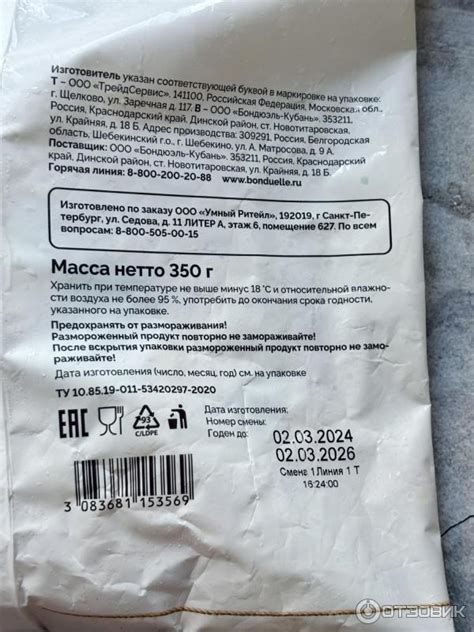 Изготовитель указан соответствующей буквой в маркировке на упаковке:
Т – ООО «ТрейдСервис». 141100, Российская Федерация, Московская обл.,
г. Щелково, ул. Заречная д. 117. В – ООО «Бондюэль-Кубань». 353211,
Россия, Краснодарский край, Динской район, ст. Новотитаровская,
ул. Крайняя, д. 18 Б. Адрес производства: 309291, Россия, Белгородская
область, Шебекинский г.о., г. Шебекино, ул. А. Матросова, д. 9 А.
Поставщик: ООО «Бондюэль-Кубань». 353211, Россия, Краснодарский
край, Динской район, ст. Новотитаровская, ул. Крайняя, д. 18 Б.
Горячая линия: 8-800-200-20-88 www.bonduelle.ru
Изготовлено по заказу ООО «Умный Ритейл», 192019, г Санкт-Пе-
тербург, ул. Седова, д. 11 ЛИТЕР А, этаж 6, помещение 627. По всем
вопросам: 8-800-505-00-15
Масса нетто 350 г
Хранить при температуре не выше минус 18 °С и относительной влажно-
сти воздуха не более 95 %, употребить до окончания срока годности,
указанного на упаковке.
Предохранять от размораживания!
Размороженный продукт повторно не замораживайте!
После вскрытия упаковки размороженный продукт повторно не замо-
раживайте!
Дата изготовления (число, месяц, год) см. на упаковке
ТУ 10.85.19-011-53420297-2020
EAC
93
C/LDPE
Дата изготовления:
Номер смены:
Годен до:
02.03.2024
02.03.2026
Смена 1 Линия 1 Т
16:24:00
3 083681 153569
ОТЗОВИК